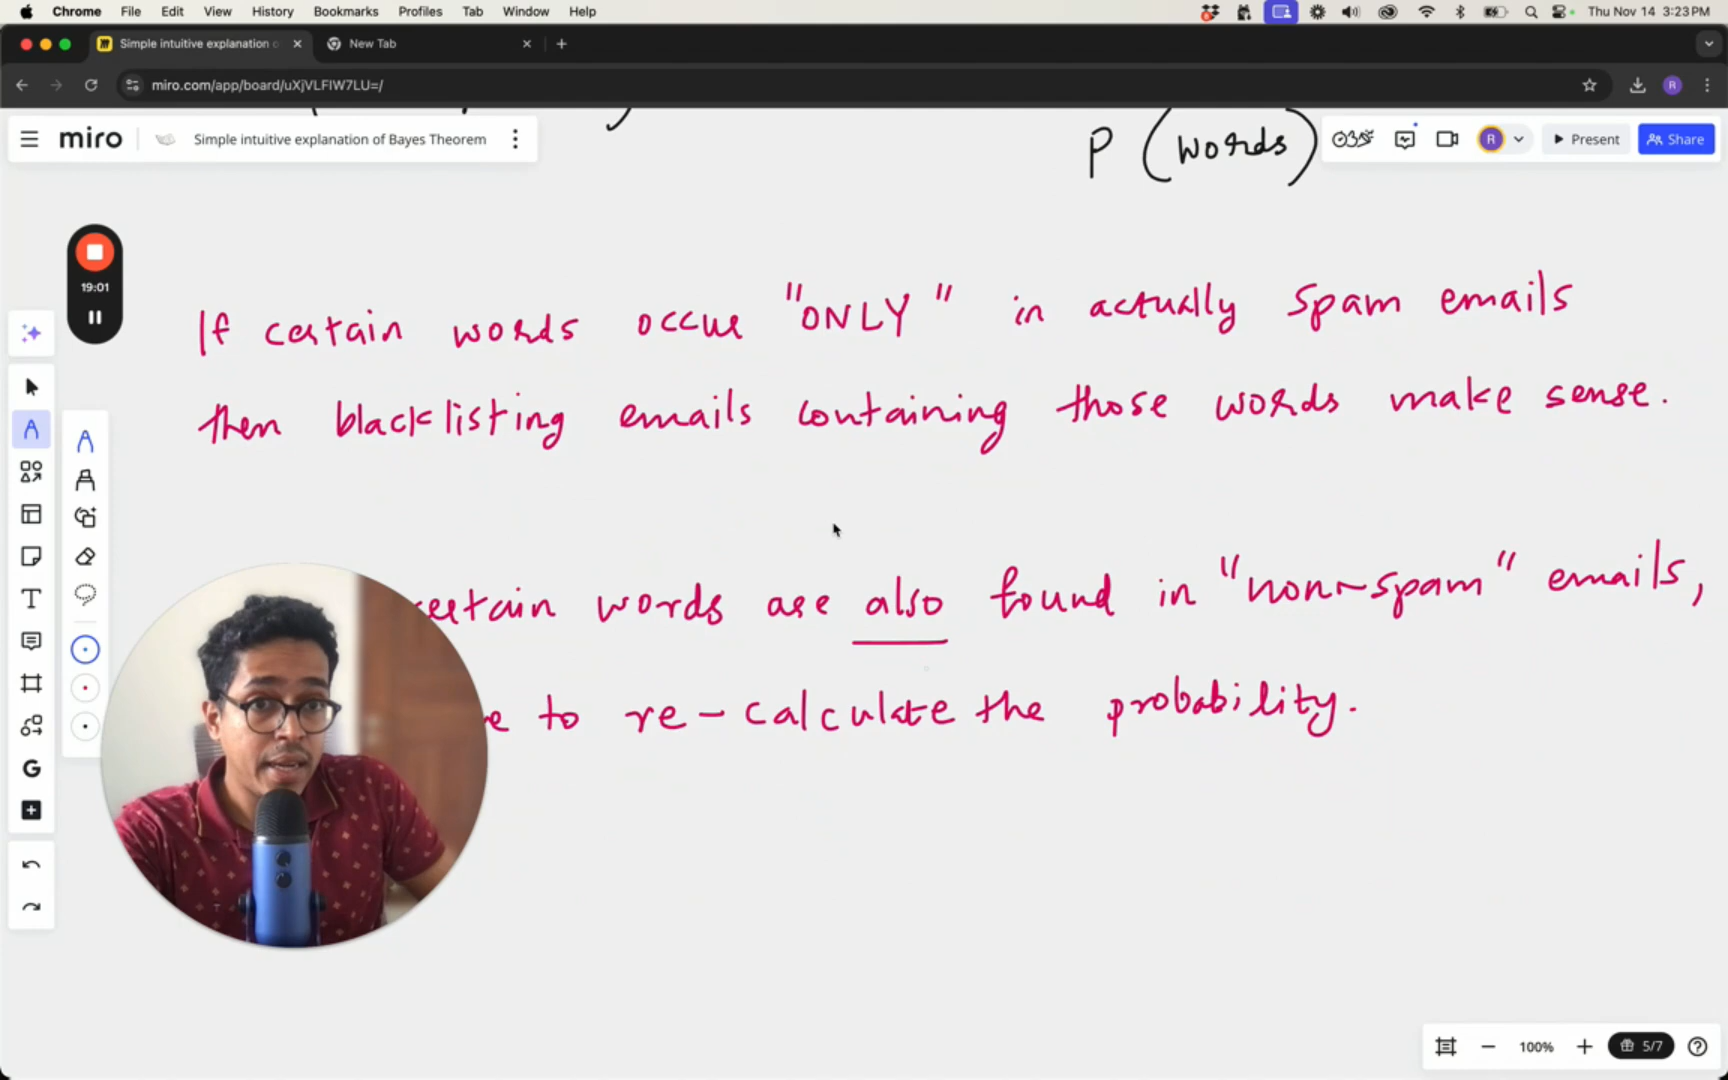 Chrome File Edit View History Bookmarks Profiles Tab Window Help Thu Nov 14 3:23 PM
Simple intuitive explanation o New Tab
miro.com/app/board/uXjVLFIW7LU=/ R
miro Simple intuitive explanation of Bayes Theorem R Present Share
P (words)
19:01
If certain words occur "ONLY" in actually spam emails
then blacklisting emails containing those words make sense.
certain words are also found in "non-spam" emails,
e to re-calculate the probability.
T
G
100% 5/7